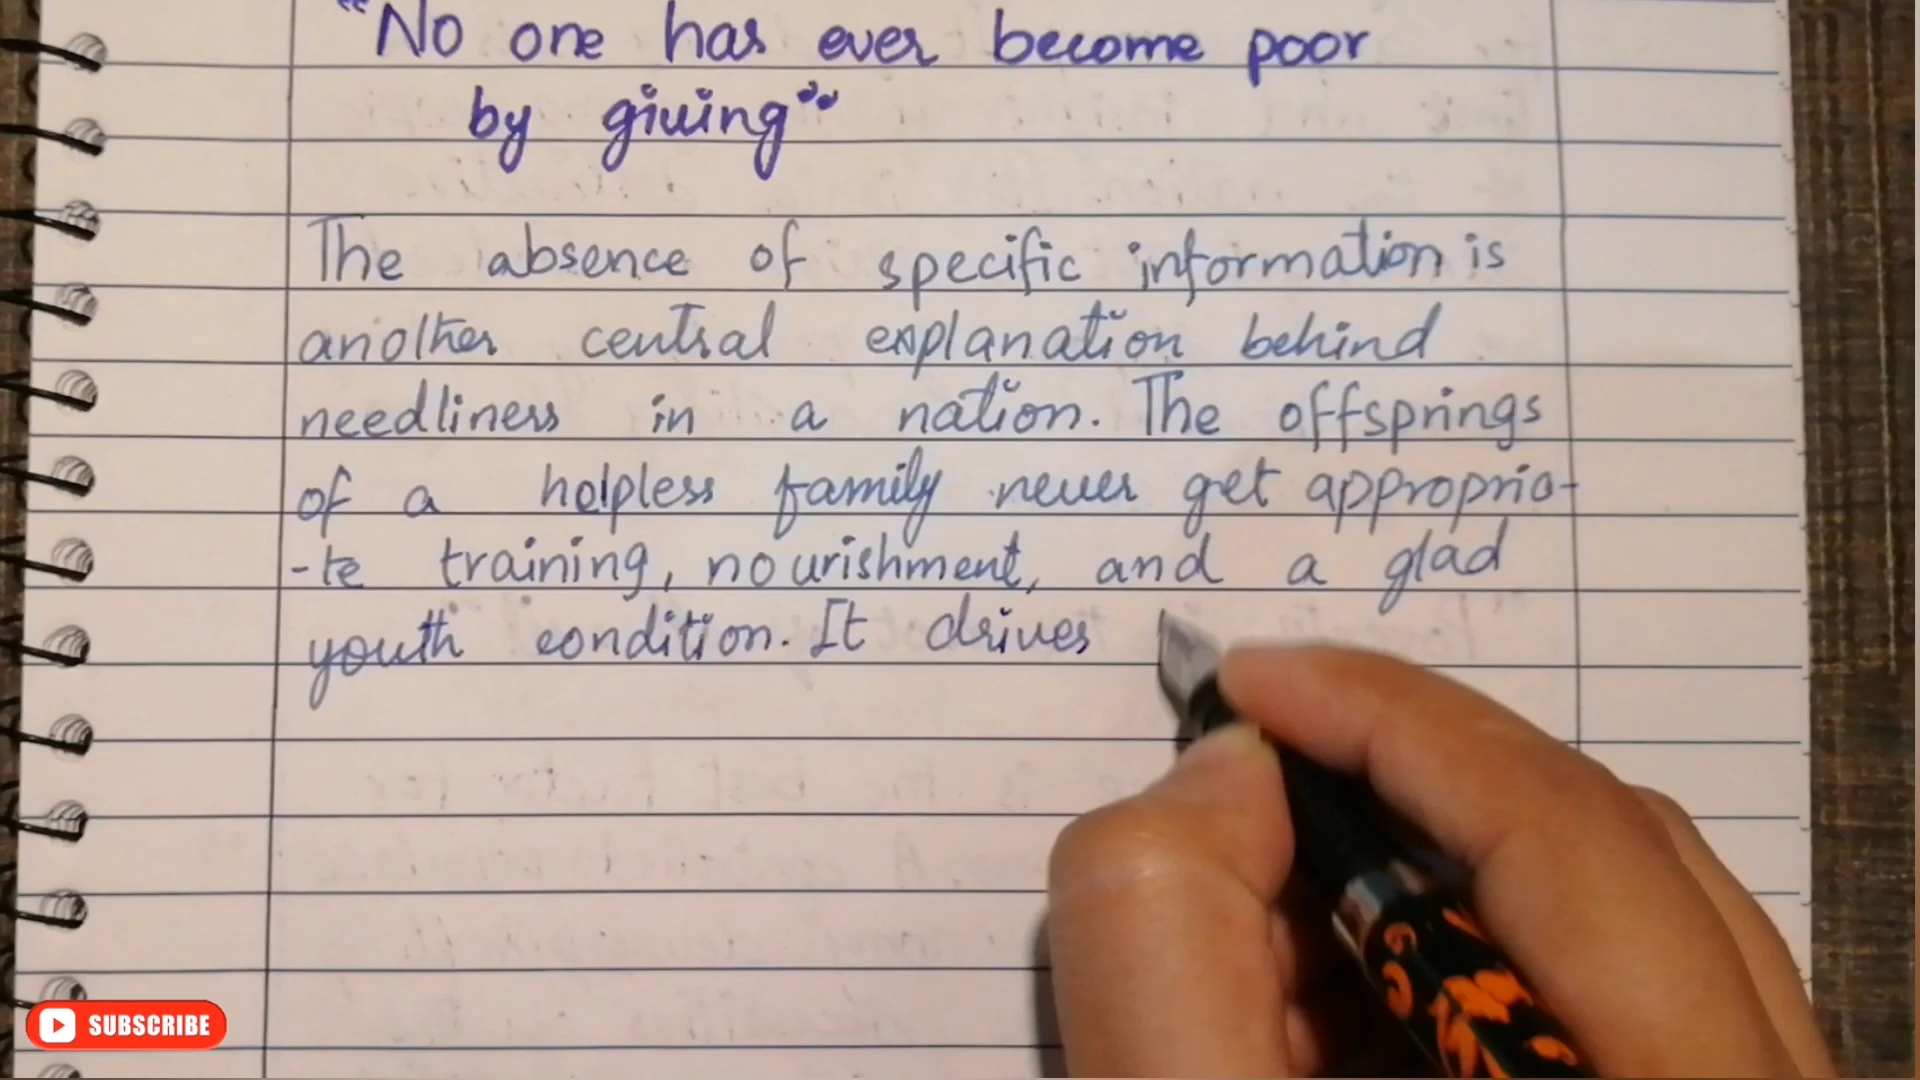 "No one has ever become poor
by giving"
The absence of specific information is
another central explanation behind
needliness in a nation. The offsprings
of a helpless family never get appropria-
-te training, nourishment, and a glad
youth condition. It drives
SUBSCRIBE